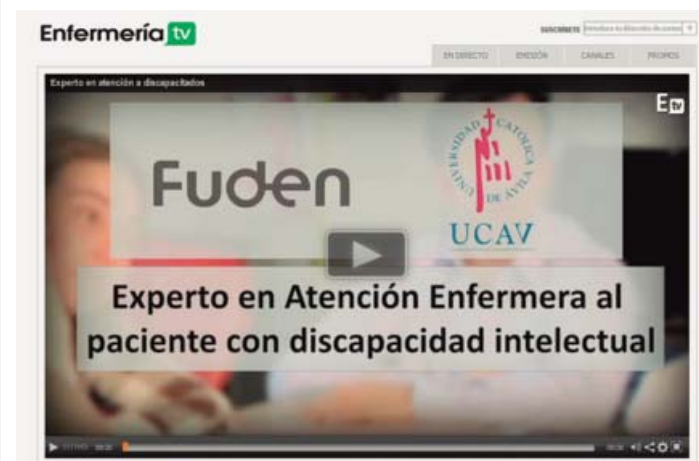 Enfermería tv
SUSCRÍBETE
EN DIRECTO EMISIÓN CANALES PROMOS
Experto en atención a discapacitados
E tv
Fuden
UNIVERSIDAD CATÓLICA DE ÁVILA
UCAV
Experto en Atención Enfermera al
paciente con discapacidad intelectual